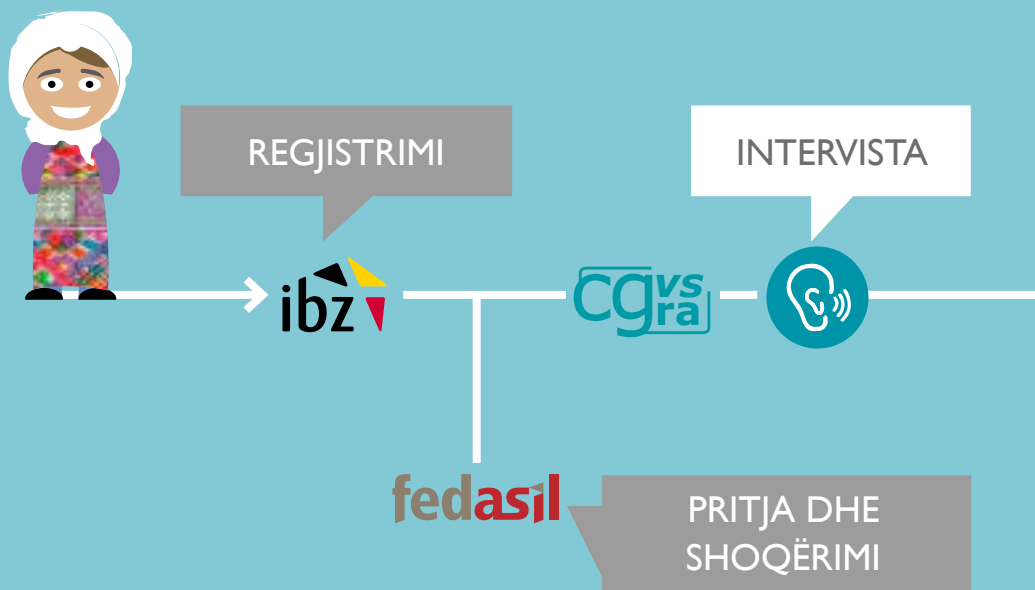 REGJISTRIMI
INTERVISTA
ibz
cgvs
ra
fedasil
PRITJA DHE
SHOQËRIMI